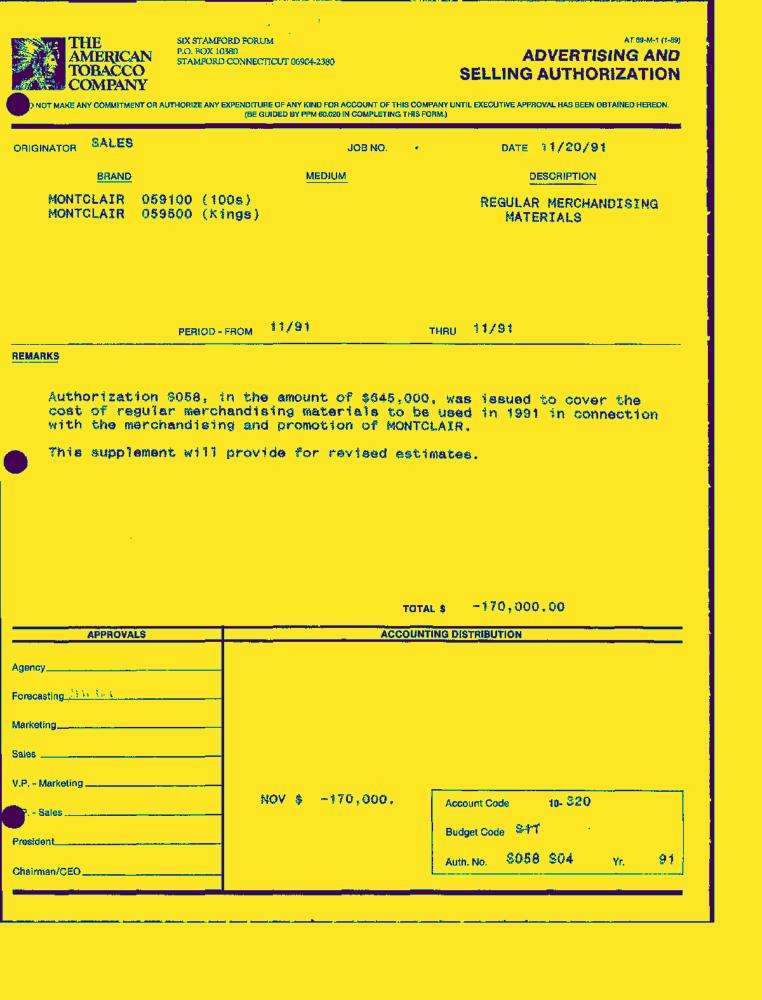 THE
AMERICAN
TOBACCO
COMPANY
SIX STAMFORD FORUM
P.O. BOX 10380
STAMFORD CONNECTICUT 06904-2380
AT 69-M-1 (1-89)
ADVERTISING AND
SELLING AUTHORIZATION
NOT MAKE ANY COMMITMENT OR AUTHORIZE ANY EXPENDITURE OF ANY KIND FOR ACCOUNT OF THIS COMPANY UNTIL EXECUTIVE APPROVAL HAS BEEN OBTAINED HEREON.
(BE GUIDED BY PPM 60.020 IN COMPLETING THIS FORM.)
ORIGINATOR SALES JOB NO. DATE 11/20/91
BRAND MEDIUM DESCRIPTION
MONTCLAIR 059100 (100s) REGULAR MERCHANDISING
MONTCLAIR 059500 (Kings) MATERIALS
PERIOD - FROM 11/91 THRU 11/91
REMARKS
Authorization S058, in the amount of $645,000, was issued to cover the
cost of regular merchandising materials to be used in 1991 in connection
with the merchandising and promotion of MONTCLAIR.
This supplement will provide for revised estimates.
TOTAL $ -170,000.00
APPROVALS ACCOUNTING DISTRIBUTION
Agency
Forecasting
Marketing
Sales
V.P. - Marketing
- Sales
President
Chairman/CEO
NOV $ -170,000.
Account Code 10- 320
Budget Code
Auth. No. S058 S04 Yr. 91